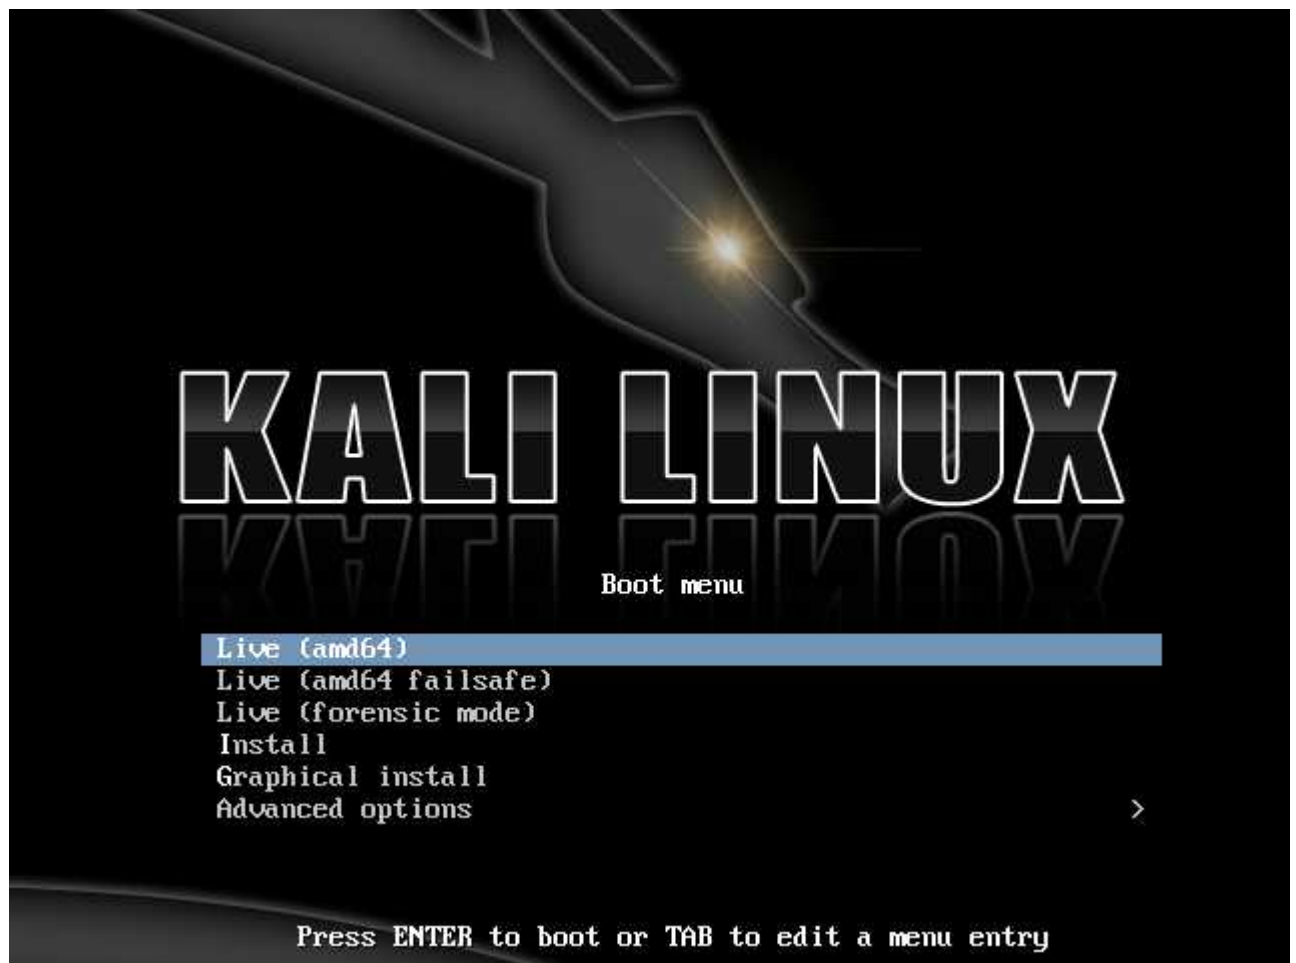 KALI LINUX
Boot menu
Live (amd64)
Live (amd64 failsafe)
Live (forensic mode)
Install
Graphical install
Advanced options >
Press ENTER to boot or TAB to edit a menu entry